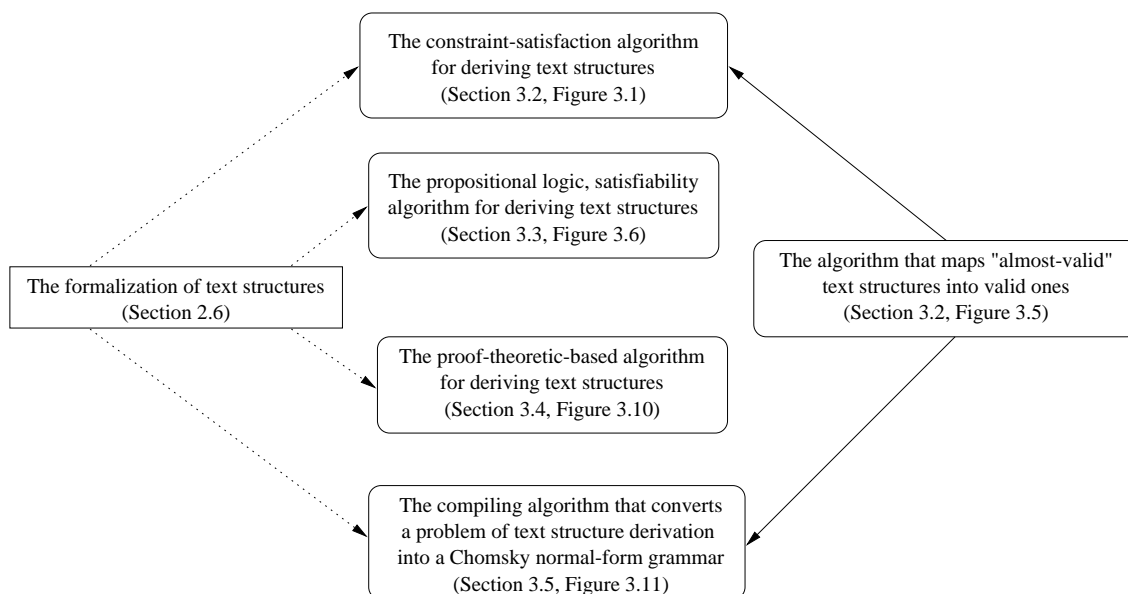 The constraint-satisfaction algorithm
for deriving text structures
(Section 3.2, Figure 3.1)
The propositional logic, satisfiability
algorithm for deriving text structures
(Section 3.3, Figure 3.6)
The formalization of text structures
(Section 2.6)
The algorithm that maps "almost-valid"
text structures into valid ones
(Section 3.2, Figure 3.5)
The proof-theoretic-based algorithm
for deriving text structures
(Section 3.4, Figure 3.10)
The compiling algorithm that converts
a problem of text structure derivation
into a Chomsky normal-form grammar
(Section 3.5, Figure 3.11)